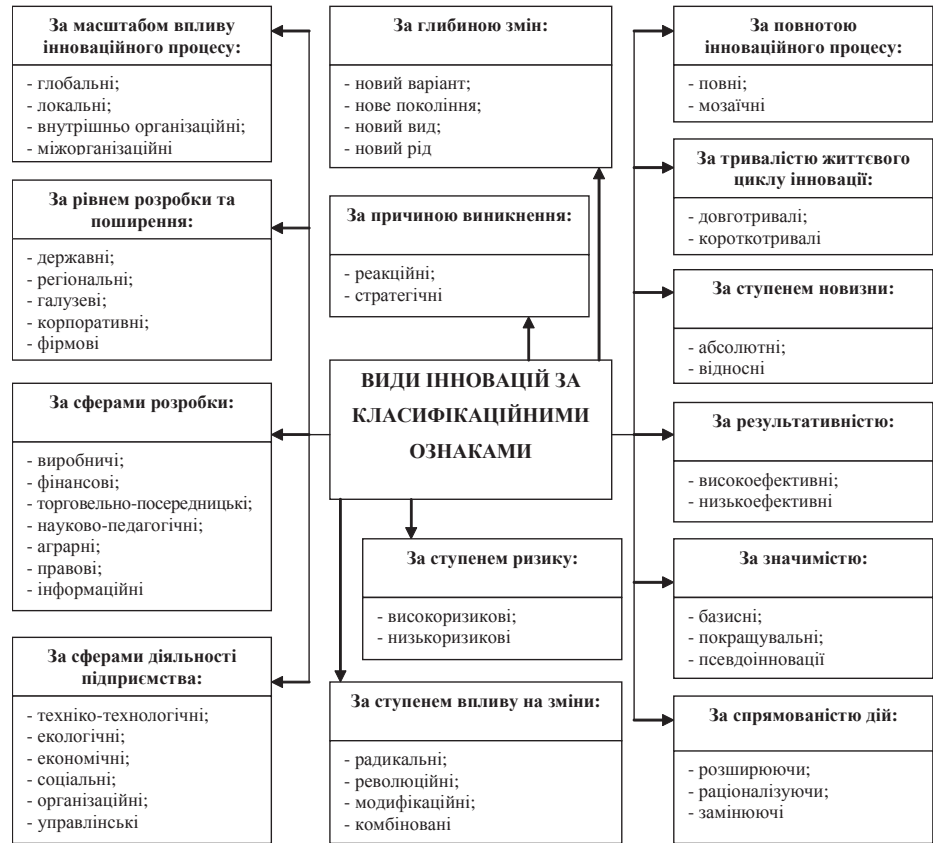 За масштабом впливу
інноваційного процесу:
- глобальні;
- локальні;
- внутрішньо організаційні;
- міжорганізаційні
За рівнем розробки та
поширення:
- державні;
- регіональні;
- галузеві;
- корпоративні;
- фірмові
За сферами розробки:
- виробничі;
- фінансові;
- торговельно-посередницькі;
- науково-педагогічні;
- аграрні;
- правові;
- інформаційні
За сферами діяльності
підприємства:
- техніко-технологічні;
- екологічні;
- економічні;
- соціальні;
- організаційні;
- управлінські
За глибиною змін:
- новий варіант;
- нове покоління;
- новий вид;
- новий рід
За причиною виникнення:
- реакційні;
- стратегічні
ВИДИ ІННОВАЦІЙ ЗА
КЛАСИФІКАЦІЙНИМИ
ОЗНАКАМИ
За ступенем ризику:
- високоризикові;
- низькоризикові
За ступенем впливу на зміни:
- радикальні;
- революційні;
- модифікаційні;
- комбіновані
За повнотою
інноваційного процесу:
- повні;
- мозаїчні
За тривалістю життєвого
циклу інновації:
- довготривалі;
- короткотривалі
За ступенем новизни:
- абсолютні;
- відносні
За результативністю:
- високоефективні;
- низькоефективні
За значимістю:
- базисні;
- покращувальні;
- псевдоінновації
За спрямованістю дій:
- розширюючи;
- раціоналізуючи;
- замінюючі